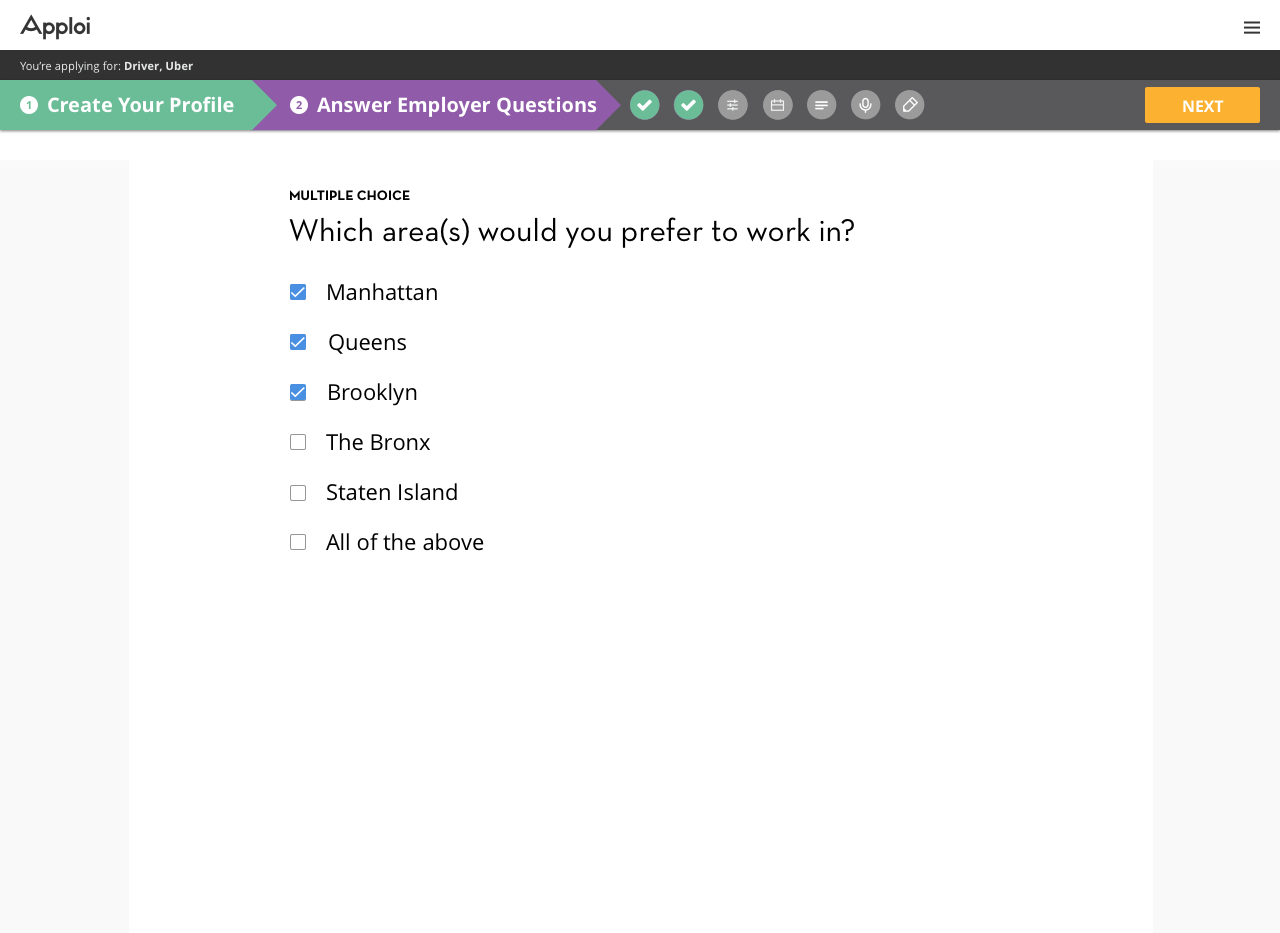 Apploi
You're applying for: Driver, Uber
1 Create Your Profile
2 Answer Employer Questions
NEXT
MULTIPLE CHOICE
Which area(s) would you prefer to work in?
Manhattan
Queens
Brooklyn
The Bronx
Staten Island
All of the above